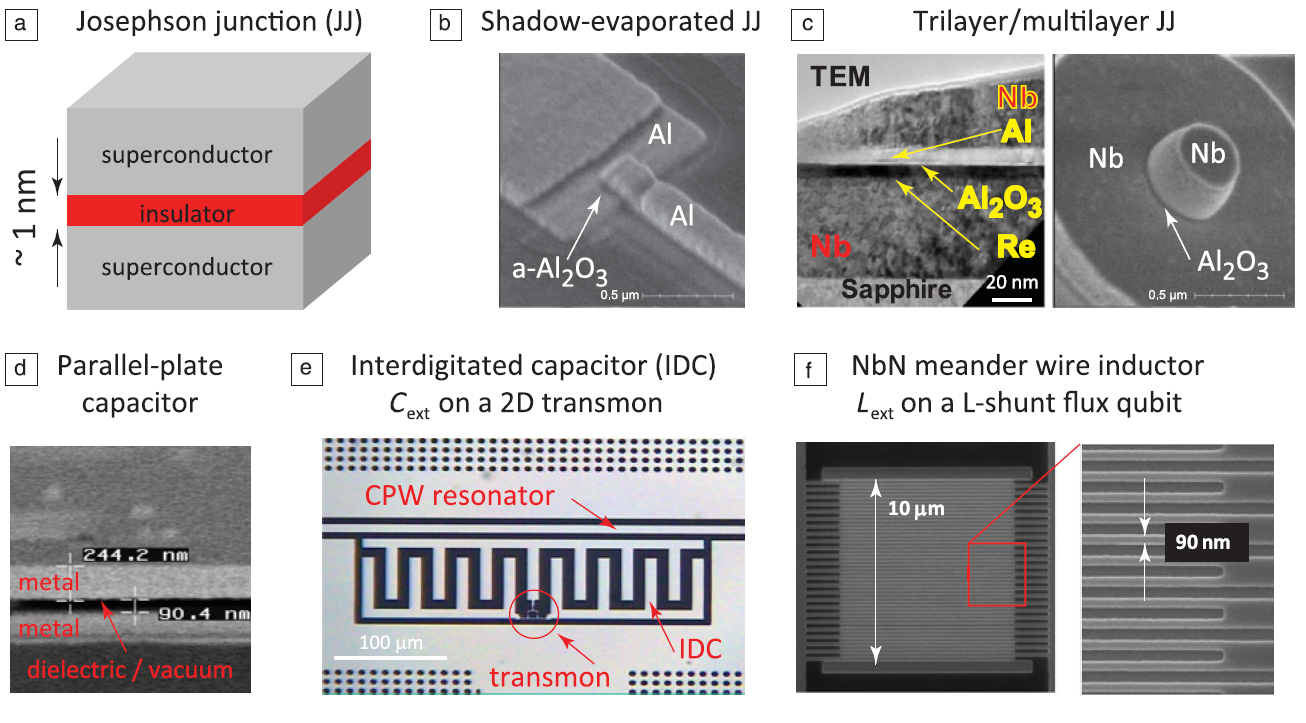 a Josephson junction (JJ)
superconductor
insulator
superconductor
~ 1 nm
b Shadow-evaporated JJ
Al
Al
a-Al₂O₃
0.5 µm
c Trilayer/multilayer JJ
TEM
Nb
Al
Al₂O₃
Re
Nb
Sapphire
20 nm
Nb
Nb
Al₂O₃
0.5 µm
d Parallel-plate
capacitor
244.2 nm
metal
90.4 nm
metal
dielectric / vacuum
e Interdigitated capacitor (IDC)
Cext on a 2D transmon
CPW resonator
100 µm
IDC
transmon
f NbN meander wire inductor
Lext on a L-shunt flux qubit
10 µm
90 nm